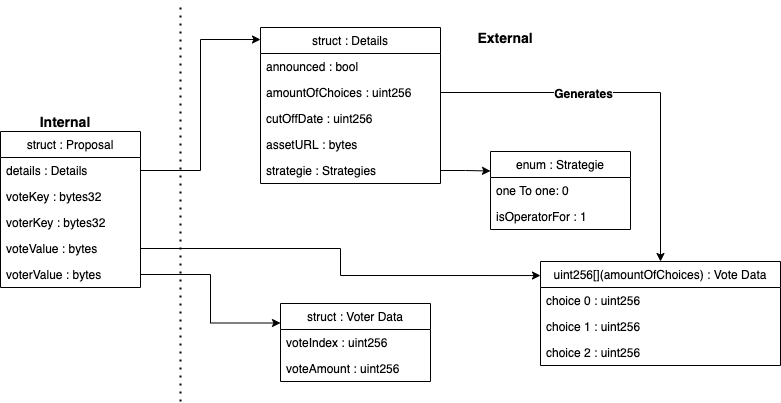 Internal
struct : Proposal
details : Details
voteKey : bytes32
voterKey : bytes32
voteValue : bytes
voterValue : bytes
External
struct : Details
announced : bool
amountOfChoices : uint256
cutOffDate : uint256
assetURL : bytes
strategie : Strategies
Generates
enum : Strategie
one To one: 0
isOperatorFor : 1
uint256[](amountOfChoices) : Vote Data
choice 0 : uint256
choice 1 : uint256
choice 2 : uint256
struct : Voter Data
voteIndex : uint256
voteAmount : uint256